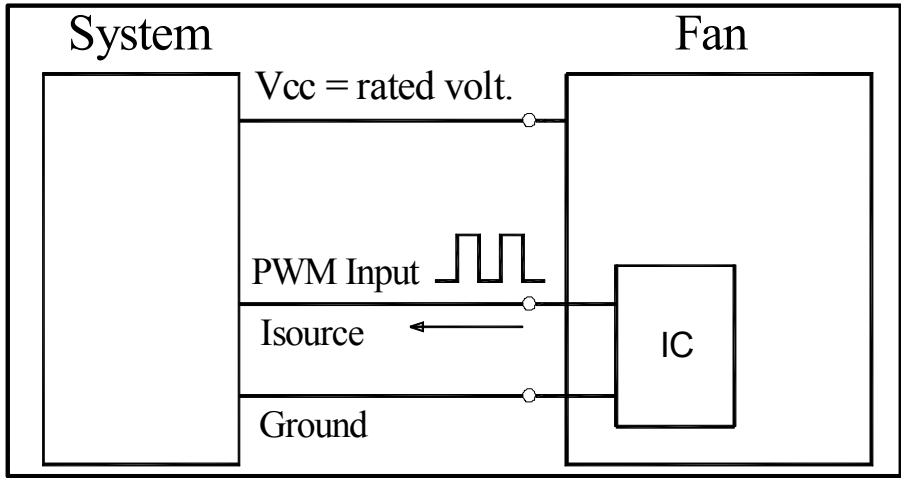 System
Fan
Vcc = rated volt.
PWM Input
Isource
IC
Ground